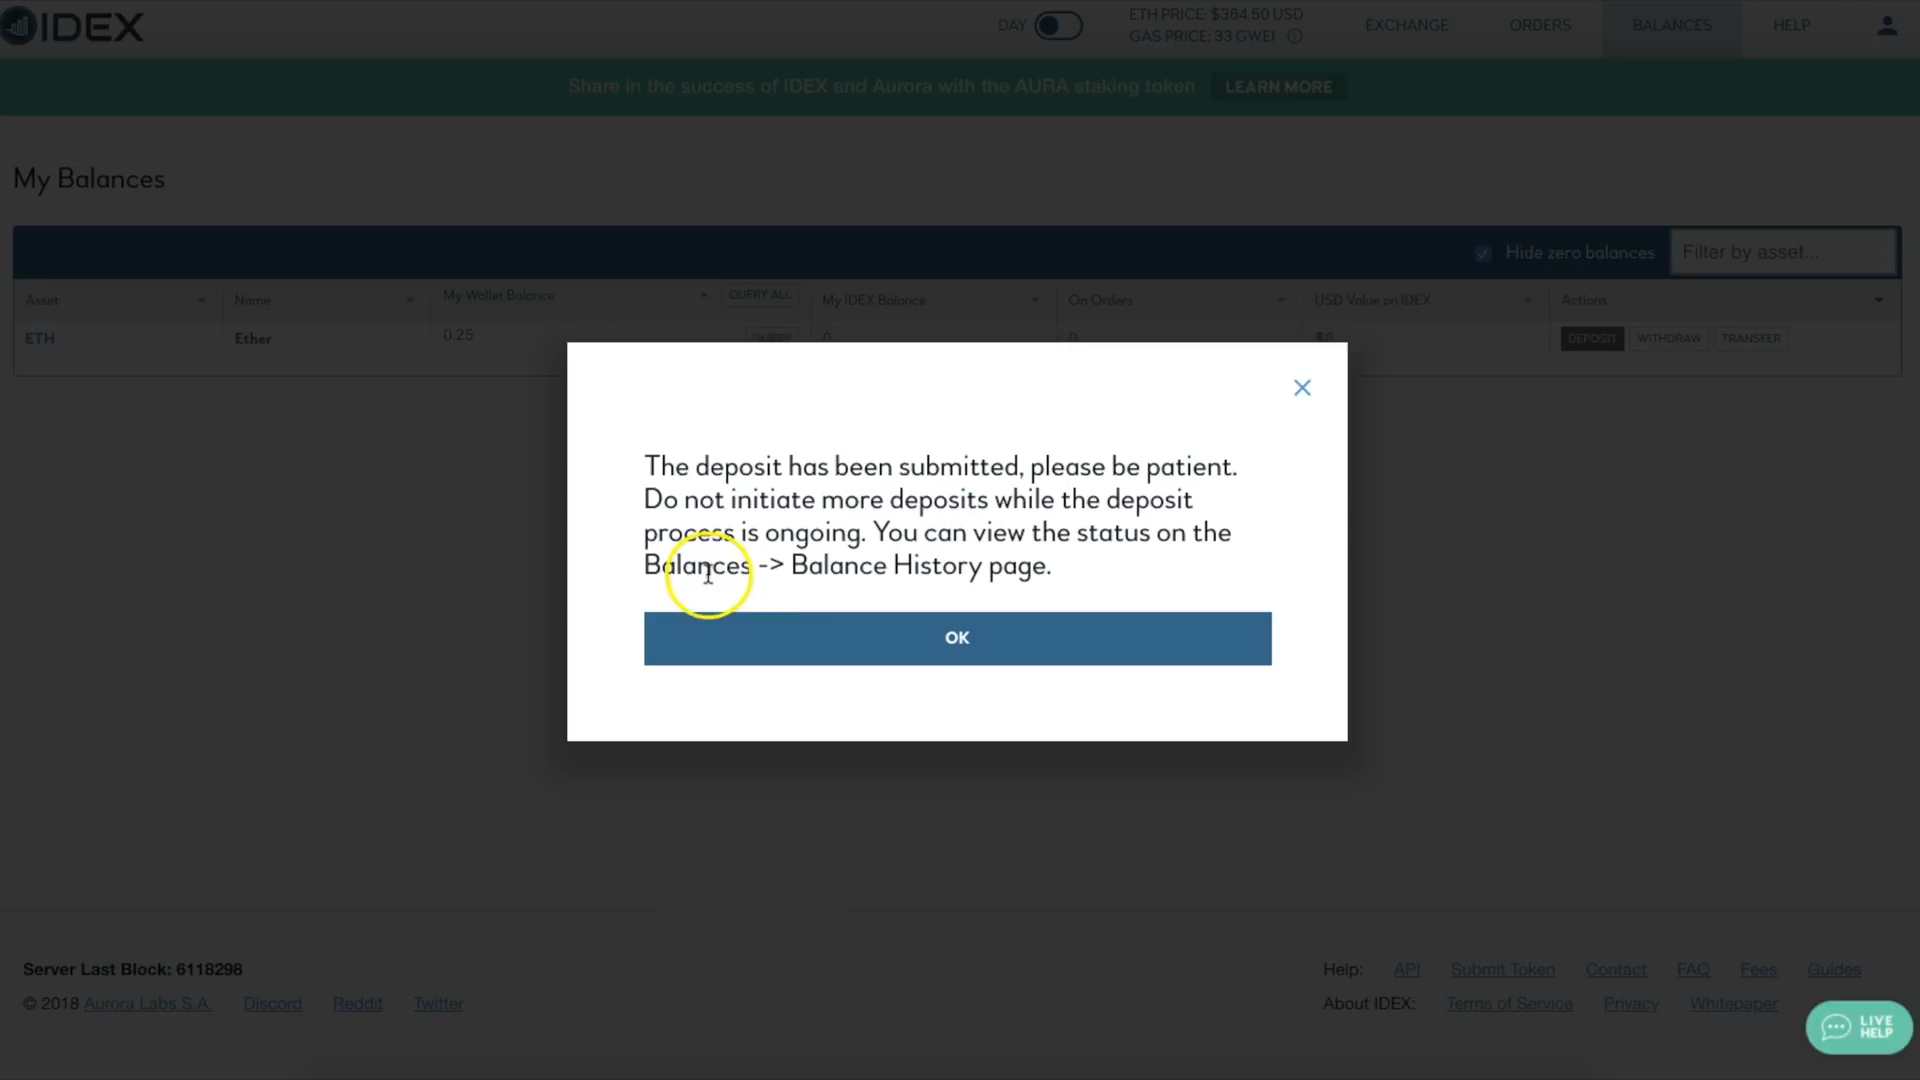 IDEX
DAY
ETH PRICE: $364.50 USD
GAS PRICE: 33 GWEI
EXCHANGE
ORDERS
BALANCES
HELP
Share in the success of IDEX and Aurora with the AURA staking token
LEARN MORE
My Balances
Hide zero balances
Filter by asset...
Asset
Name
My Wallet Balance
QUERY ALL
My IDEX Balance
On Orders
USD Value on IDEX
Actions
ETH
Ether
0.25
QUERY
0
0
$0
DEPOSIT
WITHDRAW
TRANSFER
The deposit has been submitted, please be patient.
Do not initiate more deposits while the deposit
process is ongoing. You can view the status on the
Balances -> Balance History page.
OK
Server Last Block: 6118298
Help: API Submit Token Contact FAQ Fees Guides
© 2018 Aurora Labs S.A. Discord Reddit Twitter
About IDEX: Terms of Service Privacy Whitepaper
LIVE
HELP